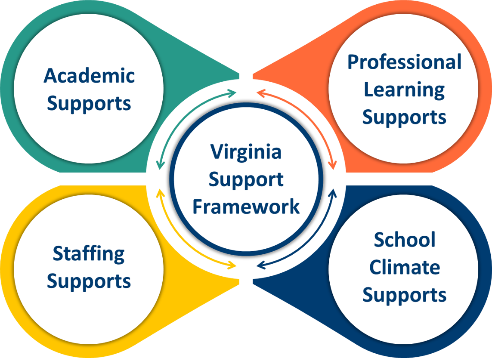 Academic
Supports
Professional
Learning
Supports
Virginia
Support
Framework
Staffing
Supports
School
Climate
Supports